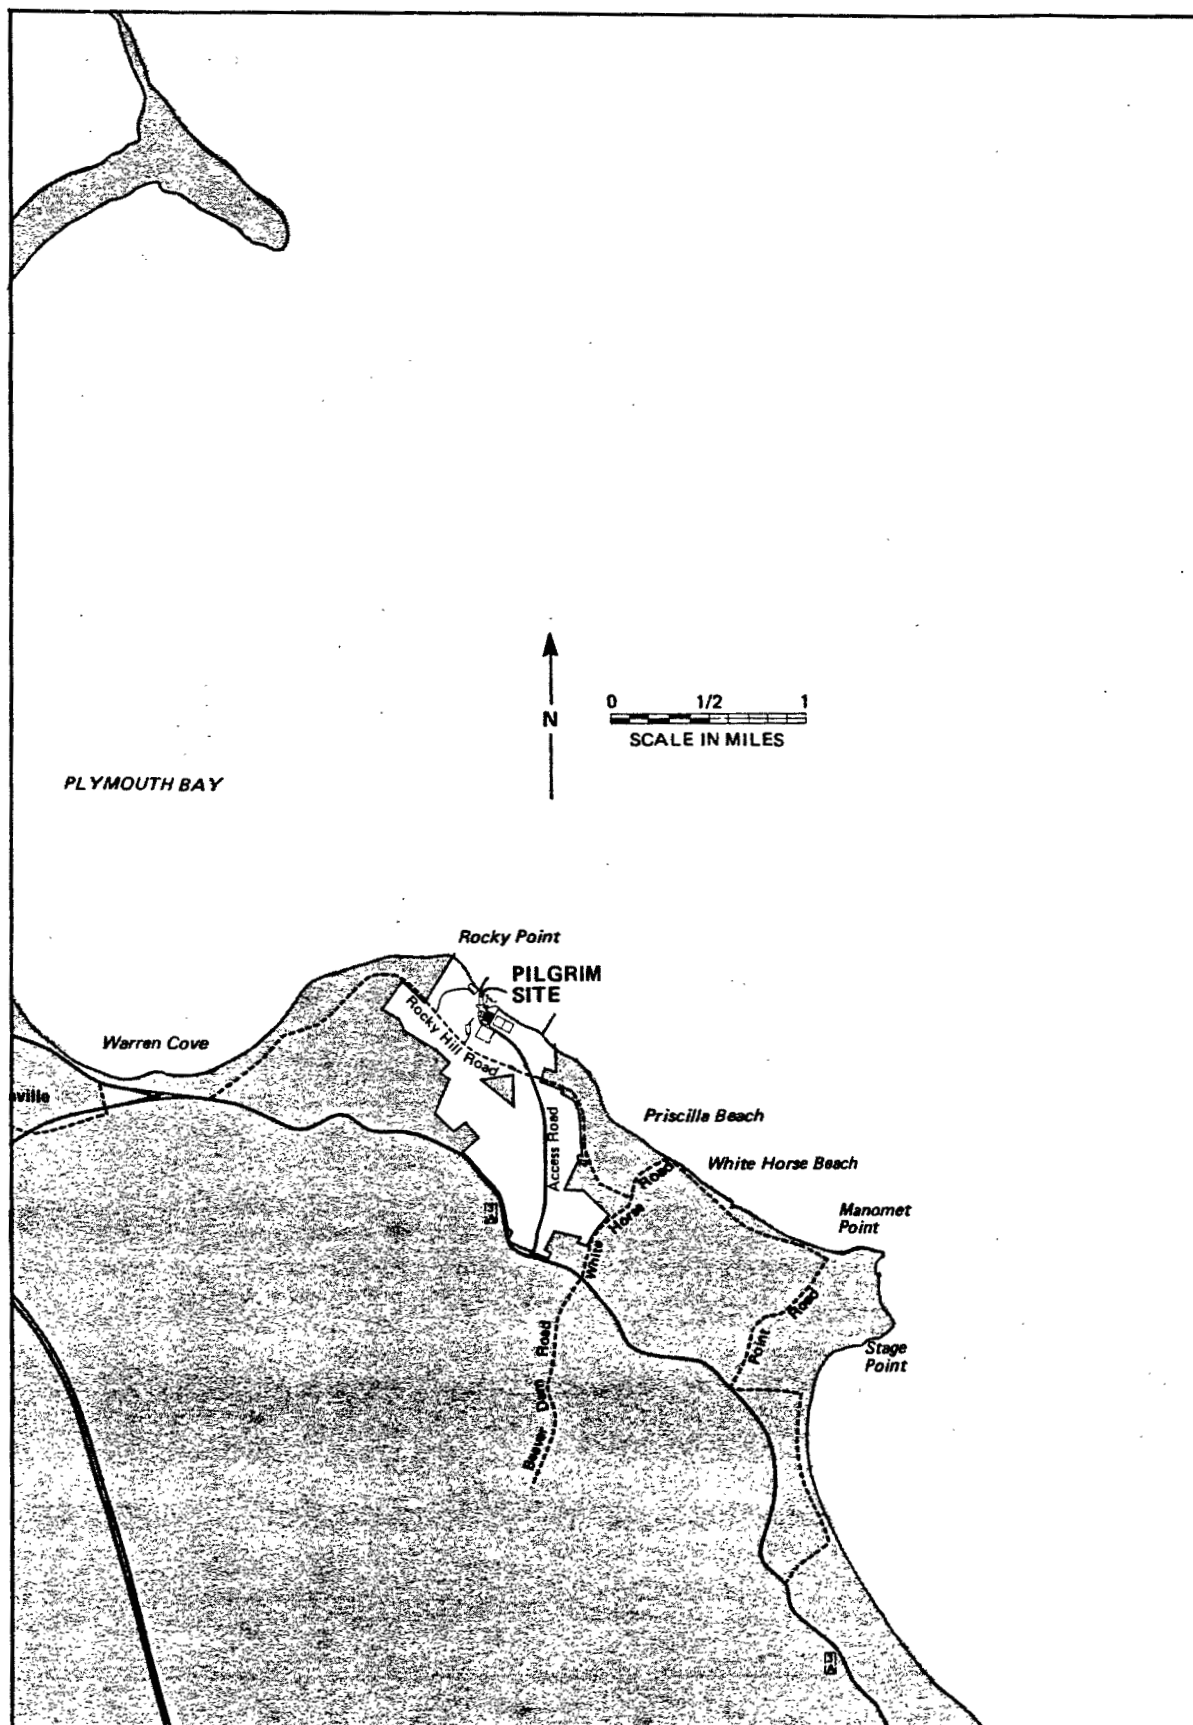 0 1/2 1
N
SCALE IN MILES
PLYMOUTH BAY
Rocky Point
PILGRIM
SITE
Rocky Hill Road
Warren Cove
ville
Access Road
Priscilla Beach
White Horse Beach
White Horse Road
Manomet
Point
Point Road
Stage
Point
Beaver Dam Road